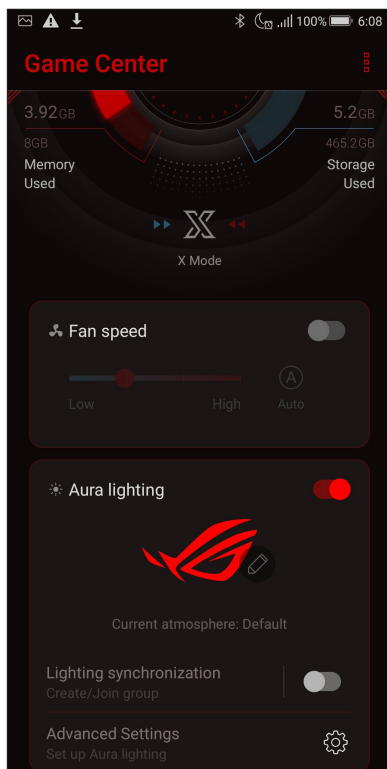 100% 6:08
Game Center
3.92GB 5.2GB
8GB 465.2GB
Memory Storage
Used Used
X
X Mode
Fan speed
A
Low High Auto
Aura lighting
Current atmosphere: Default
Lighting synchronization
Create/Join group
Advanced Settings
Set up Aura lighting